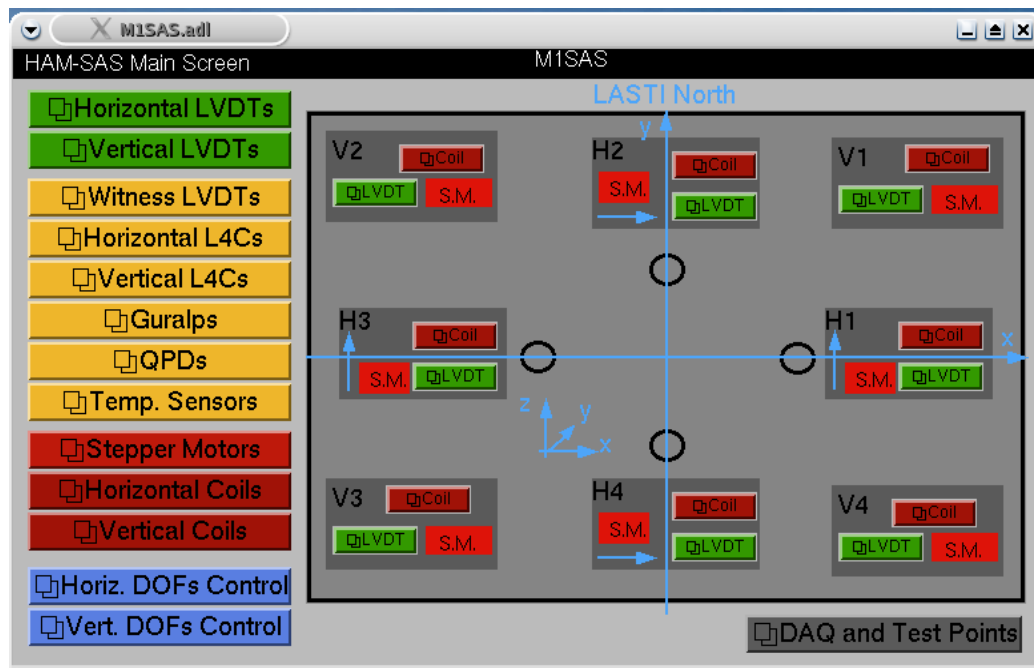 M1SAS.adl
HAM-SAS Main Screen
M1SAS
Horizontal LVDTs
Vertical LVDTs
Witness LVDTs
Horizontal L4Cs
Vertical L4Cs
Guralps
QPDs
Temp. Sensors
Stepper Motors
Horizontal Coils
Vertical Coils
Horiz. DOFs Control
Vert. DOFs Control
LASTI North
y
V2
Coil
LVDT
S.M.
H2
Coil
S.M.
LVDT
V1
Coil
LVDT
S.M.
H3
Coil
S.M.
LVDT
H1
Coil
S.M.
LVDT
x
z
y
x
V3
Coil
LVDT
S.M.
H4
Coil
S.M.
LVDT
V4
Coil
LVDT
S.M.
DAQ and Test Points